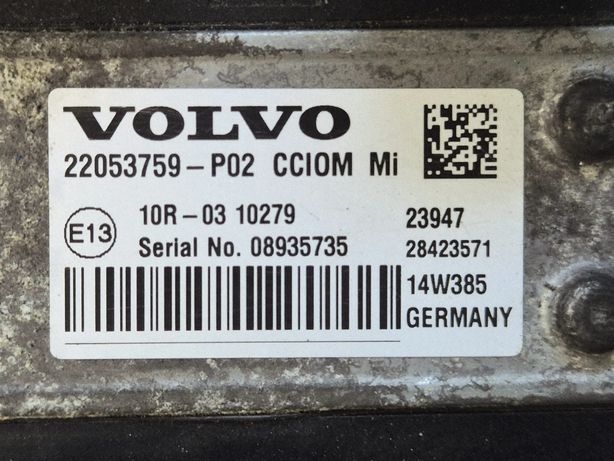 VOLVO
22053759-P02 CCIOM Mi
E13
10R-03 10279
23947
Serial No. 08935735
28423571
14W385
GERMANY